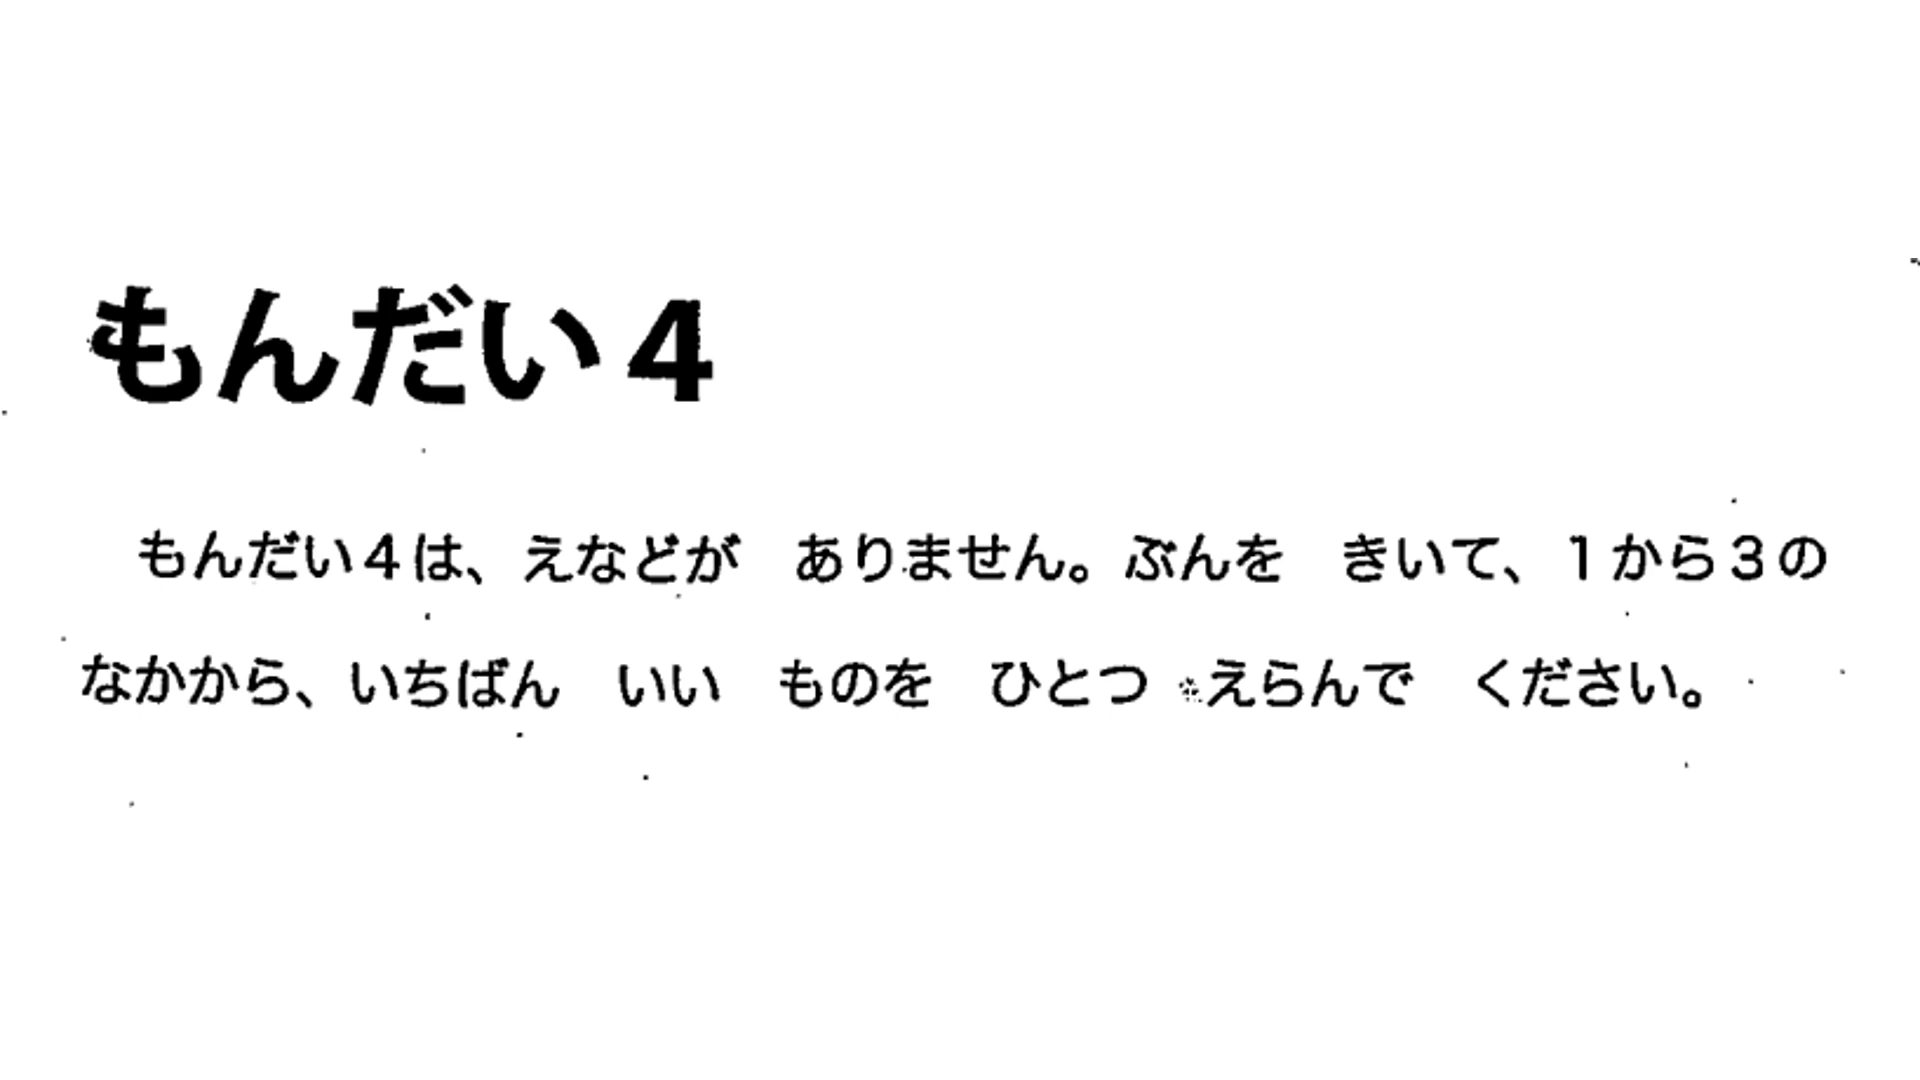 もんだい4
もんだい4は、えなどが　ありません。ぶんを　きいて、1から3の
なかから、いちばん　いい　ものを　ひとつ　えらんで　ください。